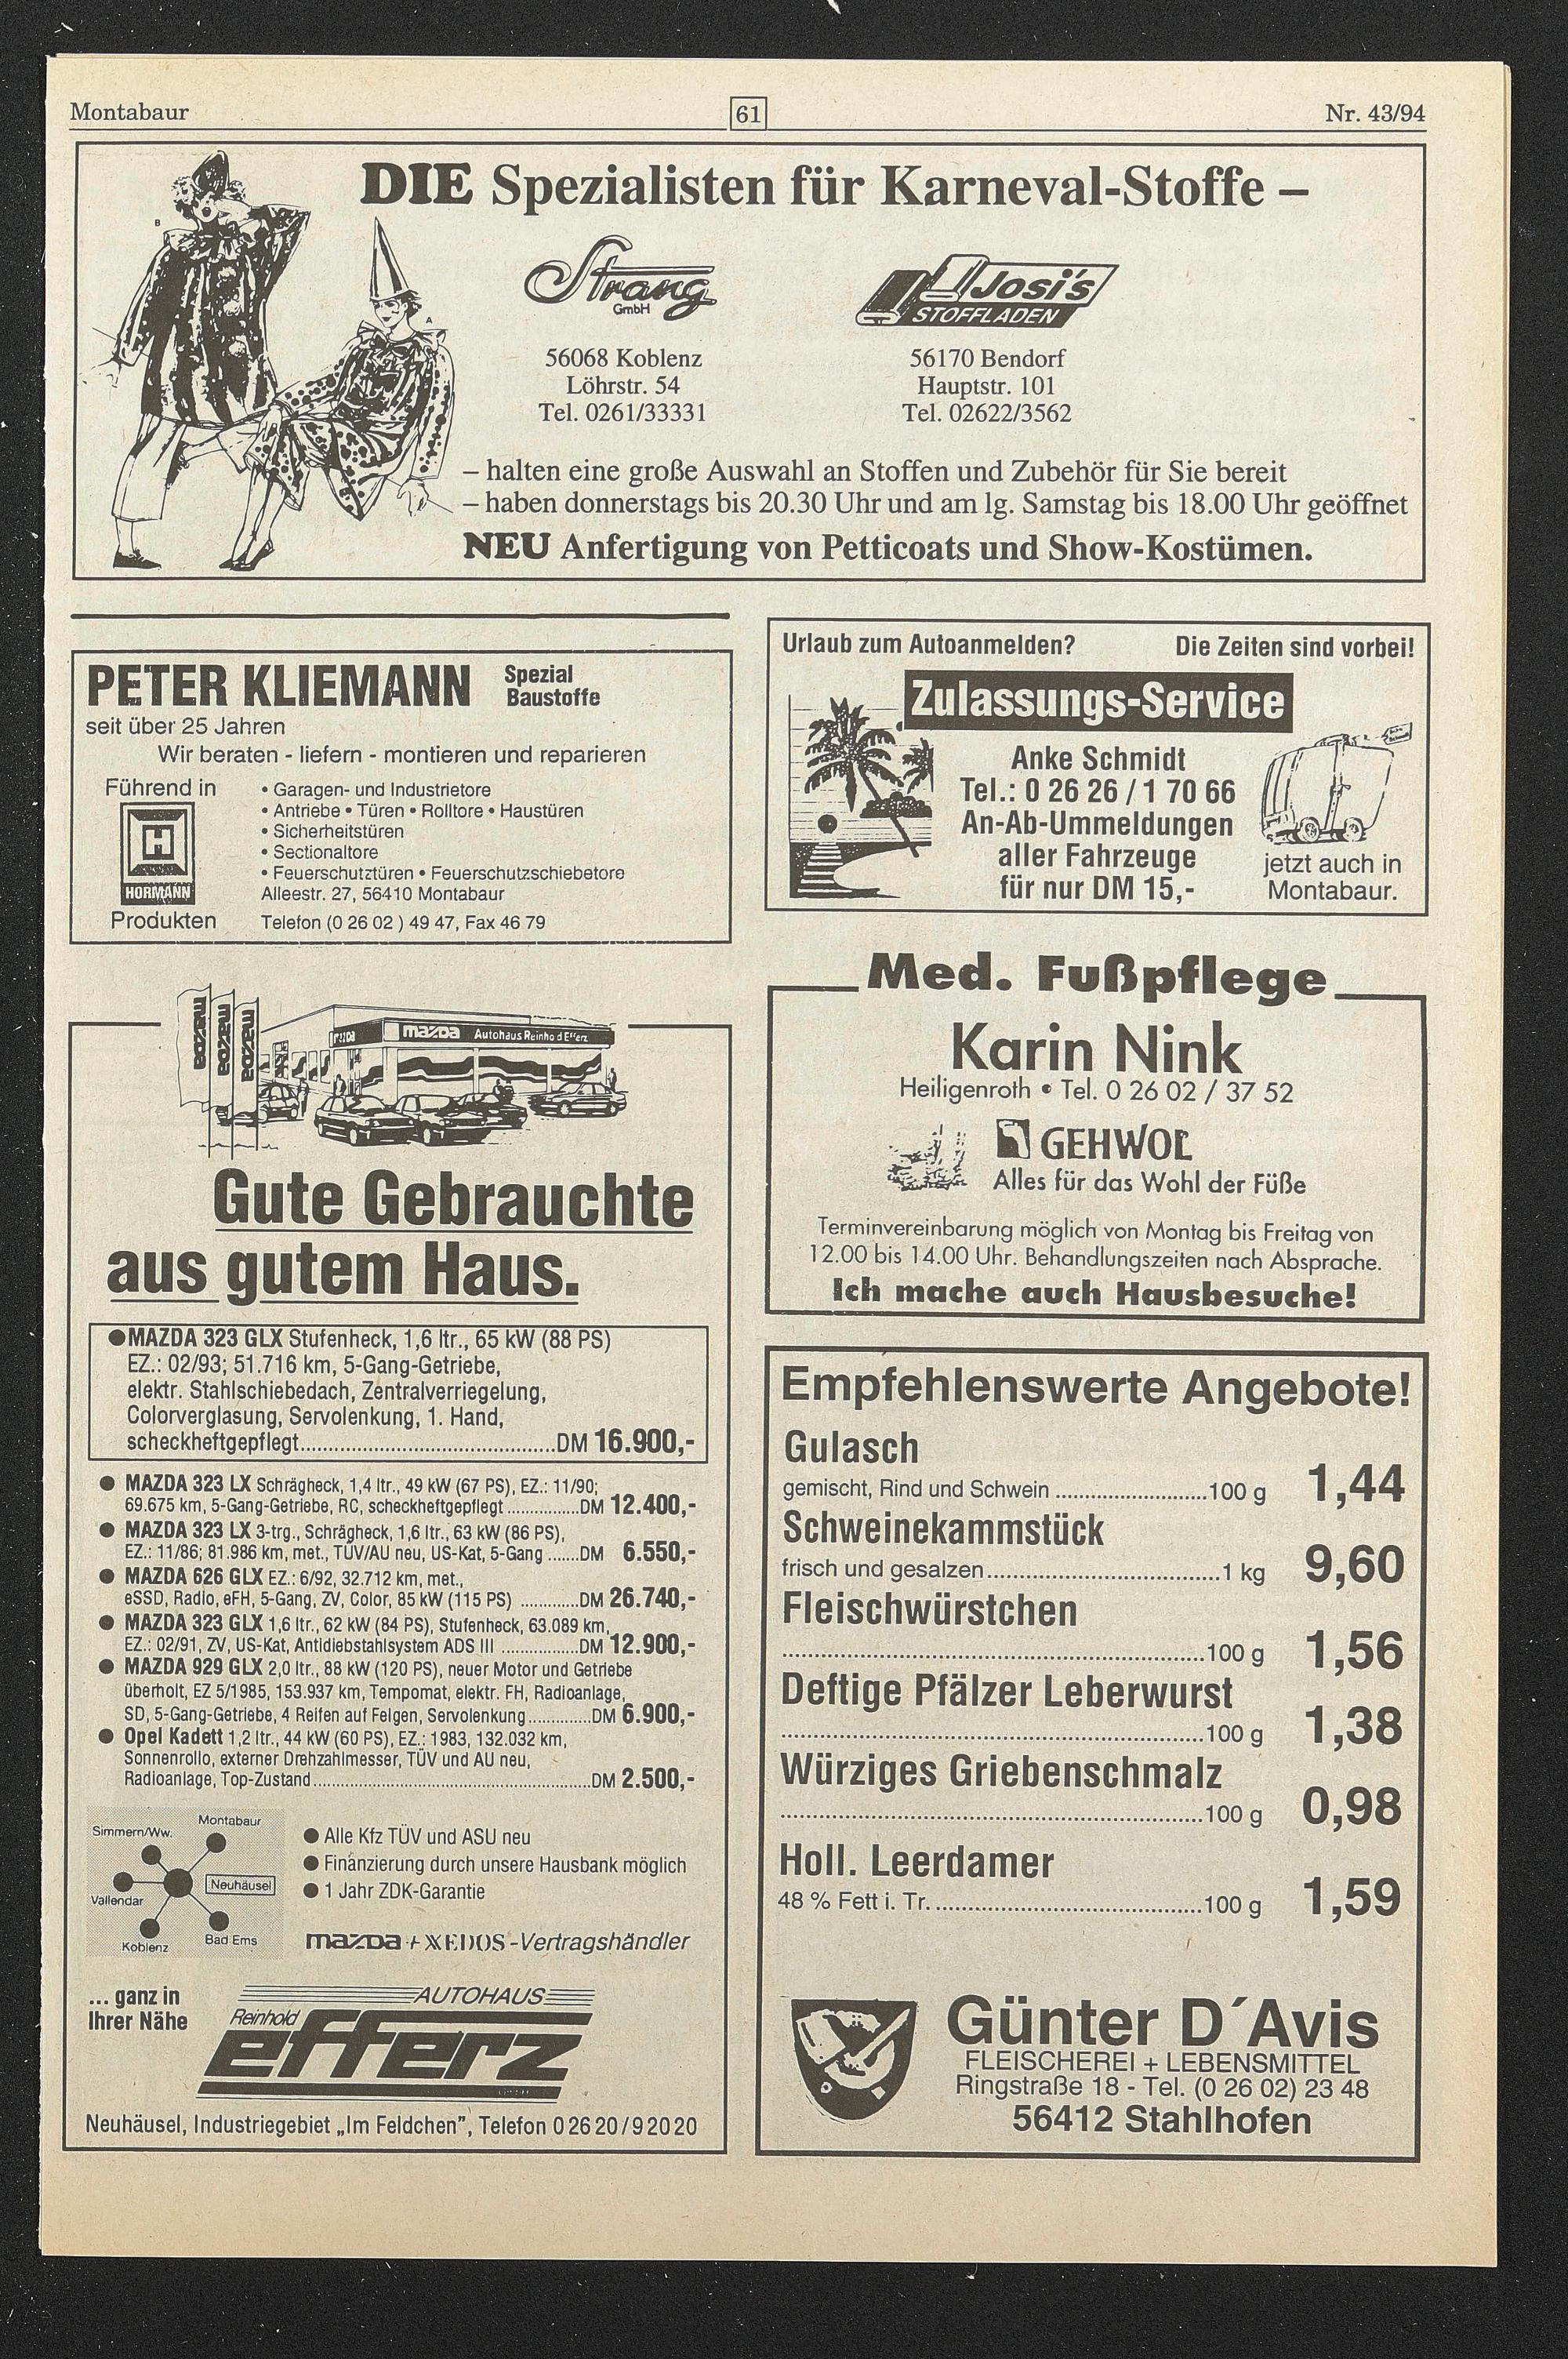 Montabaur
61
Nr. 43/94
DIE Spezialisten für Karneval-Stoffe –
B
A
Strang
GmbH
56068 Koblenz
Löhrstr. 54
Tel. 0261/33331
Josi's
STOFFLADEN
56170 Bendorf
Hauptstr. 101
Tel. 02622/3562
– halten eine große Auswahl an Stoffen und Zubehör für Sie bereit
– haben donnerstags bis 20.30 Uhr und am lg. Samstag bis 18.00 Uhr geöffnet
NEU Anfertigung von Petticoats und Show-Kostümen.
PETER KLIEMANN Spezial
Baustoffe
seit über 25 Jahren
Wir beraten - liefern - montieren und reparieren
Führend in
HÖRMANN
Produkten
• Garagen- und Industrietore
• Antriebe • Türen • Rolltore • Haustüren
• Sicherheitstüren
• Sectionaltore
• Feuerschutztüren • Feuerschutzschiebetore
Alleestr. 27, 56410 Montabaur
Telefon (0 26 02 ) 49 47, Fax 46 79
Urlaub zum Autoanmelden? Die Zeiten sind vorbei!
Zulassungs-Service
Anke Schmidt
Tel.: 0 26 26 / 1 70 66
An-Ab-Ummeldungen
aller Fahrzeuge
für nur DM 15,-
jetzt auch in
Montabaur.
mazda
mazda
mazda
mazda
mazda Autohaus Reinhold Efferz
Gute Gebrauchte
aus gutem Haus.
● MAZDA 323 GLX Stufenheck, 1,6 ltr., 65 kW (88 PS)
EZ.: 02/93; 51.716 km, 5-Gang-Getriebe,
elektr. Stahlschiebedach, Zentralverriegelung,
Colorverglasung, Servolenkung, 1. Hand,
scheckheftgepflegt..............................................DM 16.900,-
● MAZDA 323 LX Schrägheck, 1,4 ltr., 49 kW (67 PS), EZ.: 11/90;
69.675 km, 5-Gang-Getriebe, RC, scheckheftgepflegt ...............DM 12.400,-
● MAZDA 323 LX 3-trg., Schrägheck, 1,6 ltr., 63 kW (86 PS),
EZ.: 11/86; 81.986 km, met., TÜV/AU neu, US-Kat, 5-Gang .......DM 6.550,-
● MAZDA 626 GLX EZ.: 6/92, 32.712 km, met.,
eSSD, Radio, eFH, 5-Gang, ZV, Color, 85 kW (115 PS) ............DM 26.740,-
● MAZDA 323 GLX 1,6 ltr., 62 kW (84 PS), Stufenheck, 63.089 km,
EZ.: 02/91, ZV, US-Kat, Antidiebstahlsystem ADS III ................DM 12.900,-
● MAZDA 929 GLX 2,0 ltr., 88 kW (120 PS), neuer Motor und Getriebe
überholt, EZ 5/1985, 153.937 km, Tempomat, elektr. FH, Radioanlage,
SD, 5-Gang-Getriebe, 4 Reifen auf Felgen, Servolenkung.............DM 6.900,-
● Opel Kadett 1,2 ltr., 44 kW (60 PS), EZ.: 1983, 132.032 km,
Sonnenrollo, externer Drehzahlmesser, TÜV und AU neu,
Radioanlage, Top-Zustand..........................................................DM 2.500,-
Simmern/Ww.
Montabaur
Neuhäusel
Vallendar
Koblenz
Bad Ems
● Alle Kfz TÜV und ASU neu
● Finanzierung durch unsere Hausbank möglich
● 1 Jahr ZDK-Garantie
mazda + XEDOS - Vertragshändler
... ganz in
Ihrer Nähe
AUTOHAUS
Reinhold
efferz
Neuhäusel, Industriegebiet „Im Feldchen”, Telefon 0 26 20 / 9 20 20
Med. Fußpflege
Karin Nink
Heiligenroth • Tel. 0 26 02 / 37 52
GEHWOL
Alles für das Wohl der Füße
Terminvereinbarung möglich von Montag bis Freitag von
12.00 bis 14.00 Uhr. Behandlungszeiten nach Absprache.
Ich mache auch Hausbesuche!
Empfehlenswerte Angebote!
Gulasch
gemischt, Rind und Schwein ..........................100 g 1,44
Schweinekammstück
frisch und gesalzen....................................1 kg 9,60
Fleischwürstchen
.................................................................100 g 1,56
Deftige Pfälzer Leberwurst
.................................................................100 g 1,38
Würziges Griebenschmalz
.................................................................100 g 0,98
Holl. Leerdamer
48 % Fett i. Tr..........................................100 g 1,59
Günter D´Avis
FLEISCHEREI + LEBENSMITTEL
Ringstraße 18 - Tel. (0 26 02) 23 48
56412 Stahlhofen